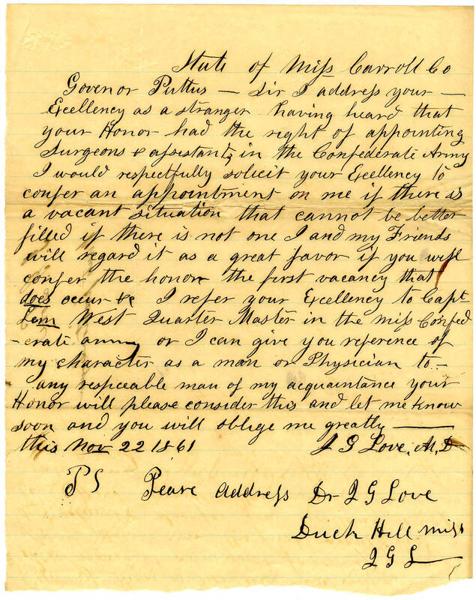 State of Miss Carroll Co
Govenor Pettus — Sir I address your —
Excellency as a stranger having heard that
your Honor had the right of appointing
Surgeons & assistants in the Confederate Army
I would respectfully solicit your Excellency to
confer an appointment on me if there is
a vacant situation that cannot be better
filled if there is not one I and my Friends
will regard it as a great favor if you will
confer the honor the first vacancy that
does occur &c I refer your Excellency to Capt
Lem West Quarter Master in the Miss Confed
-crate army or I can give you reference of
my character as a man or Physician to —
any respecable man of my acquaintance your
Honor will please consider this and let me know
soon and you will oblige me greatly —
this Nov 22 1861 J G Love, M, D
PS Pease Address Dr J G Love
Duck Hill Miss
J G L